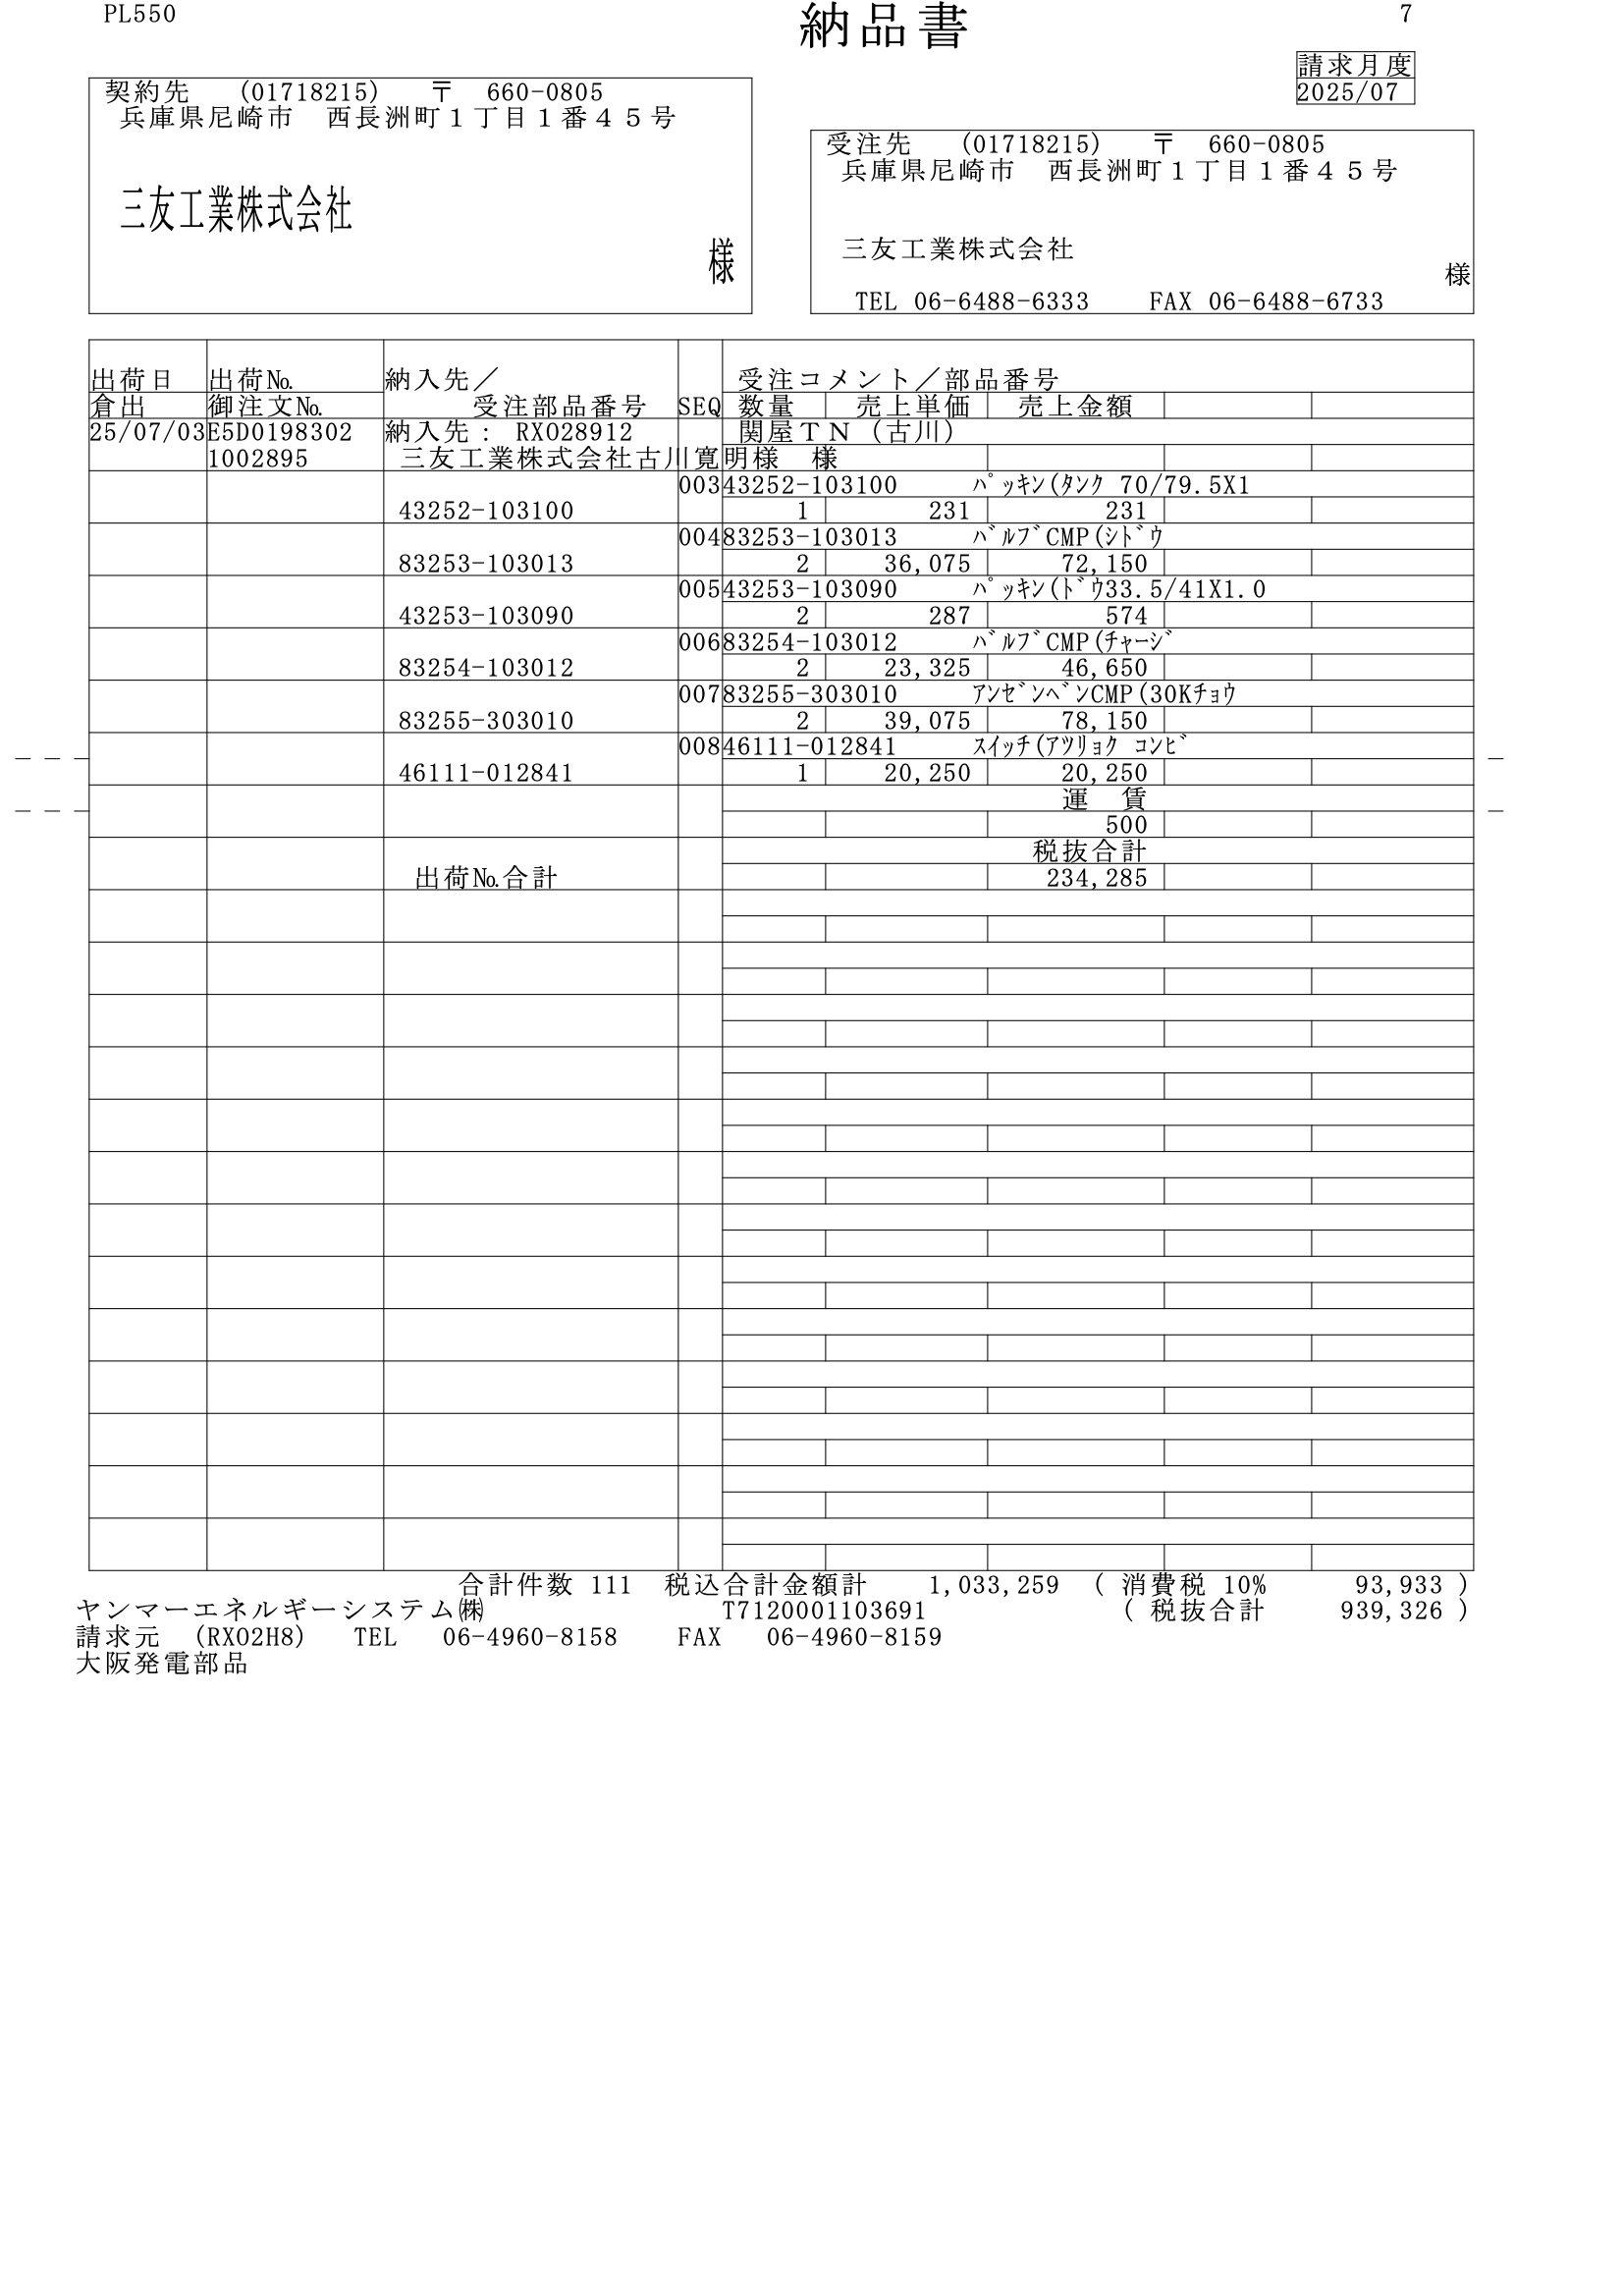 PL550 納品書 7
請求月度
2025/07
契約先 (01718215) 〒 660-0805
兵庫県尼崎市 西長洲町１丁目１番４５号
三友工業株式会社
様
受注先 (01718215) 〒 660-0805
兵庫県尼崎市 西長洲町１丁目１番４５号
三友工業株式会社
様
TEL 06-6488-6333 FAX 06-6488-6733
出荷日 出荷№ 納入先／ 受注コメント／部品番号
倉出 御注文№ 受注部品番号 SEQ 数量 売上単価 売上金額
25/07/03 E5D0198302 納入先： RX028912 関屋ＴＮ（古川）
1002895 三友工業株式会社古川寛明様 様
003 43252-103100 ﾊﾟｯｷﾝ(ﾀﾝｸ 70/79.5X1
43252-103100 1 231 231
004 83253-103013 ﾊﾞﾙﾌﾞCMP(ｼﾄﾞｳ
83253-103013 2 36,075 72,150
005 43253-103090 ﾊﾟｯｷﾝ(ﾄﾞｳ33.5/41X1.0
43253-103090 2 287 574
006 83254-103012 ﾊﾞﾙﾌﾞCMP(ﾁｬｰｼﾞ
83254-103012 2 23,325 46,650
007 83255-303010 ｱﾝｾﾞﾝﾍﾞﾝCMP(30Kﾁｮｳ
83255-303010 2 39,075 78,150
008 46111-012841 ｽｲｯﾁ(ｱﾂﾘｮｸ ｺﾝﾋﾞ
46111-012841 1 20,250 20,250
運 賃
500
税抜合計
出荷№合計 234,285
合計件数 111 税込合計金額計 1,033,259 ( 消費税 10% 93,933 )
ヤンマーエネルギーシステム㈱ T7120001103691 ( 税抜合計 939,326 )
請求元 (RX02H8) TEL 06-4960-8158 FAX 06-4960-8159
大阪発電部品